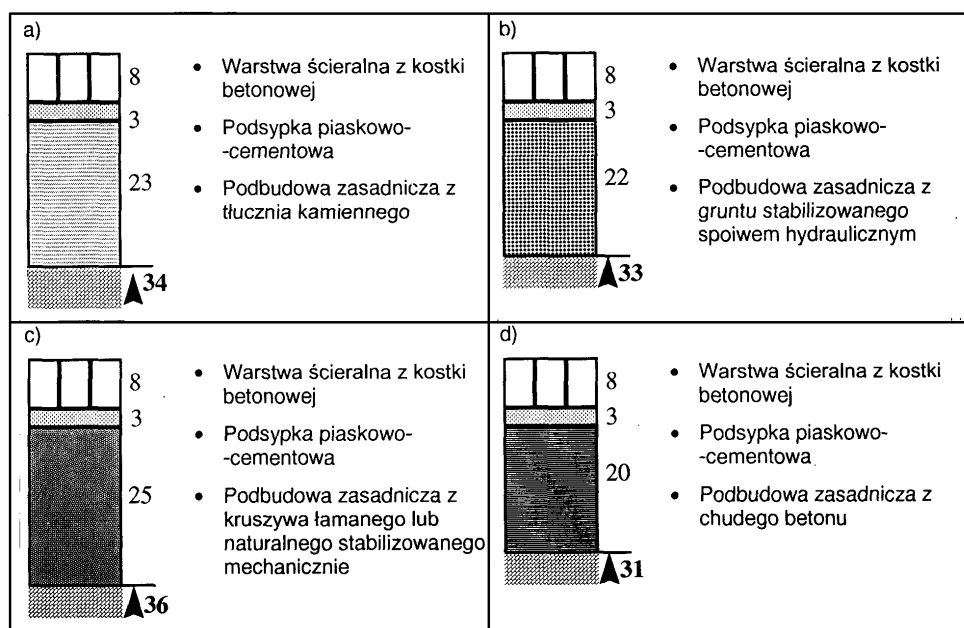 a)
8
3
23
34
• Warstwa ścieralna z kostki
betonowej
• Podsypka piaskowo-
-cementowa
• Podbudowa zasadnicza z
tłucznia kamiennego
b)
8
3
22
33
• Warstwa ścieralna z kostki
betonowej
• Podsypka piaskowo-
-cementowa
• Podbudowa zasadnicza z
gruntu stabilizowanego
spoiwem hydraulicznym
c)
8
3
25
36
• Warstwa ścieralna z kostki
betonowej
• Podsypka piaskowo-
-cementowa
• Podbudowa zasadnicza z
kruszywa łamanego lub
naturalnego stabilizowanego
mechanicznie
d)
8
3
20
31
• Warstwa ścieralna z kostki
betonowej
• Podsypka piaskowo-
-cementowa
• Podbudowa zasadnicza z
chudego betonu